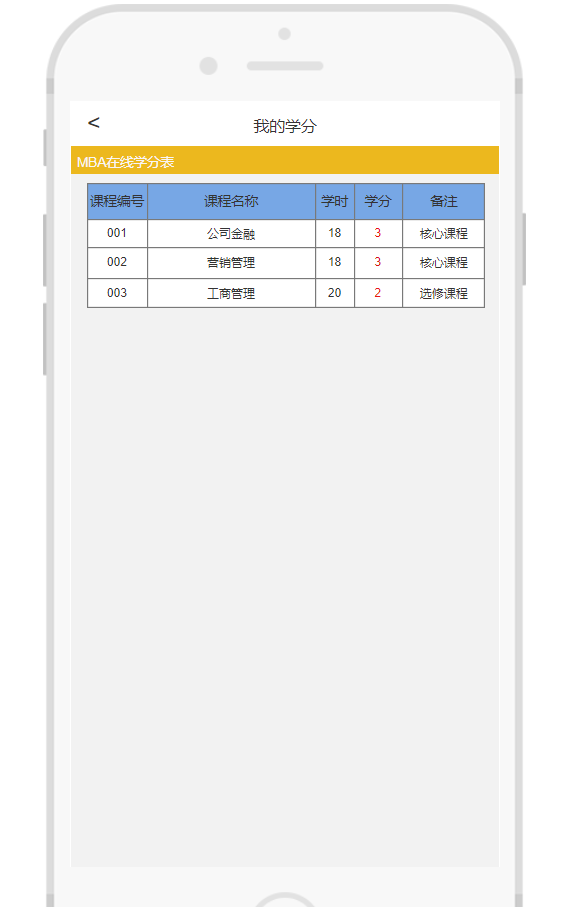 < 我的学分
MBA在线学分表
课程编号 课程名称 学时 学分 备注
001 公司金融 18 3 核心课程
002 营销管理 18 3 核心课程
003 工商管理 20 2 选修课程